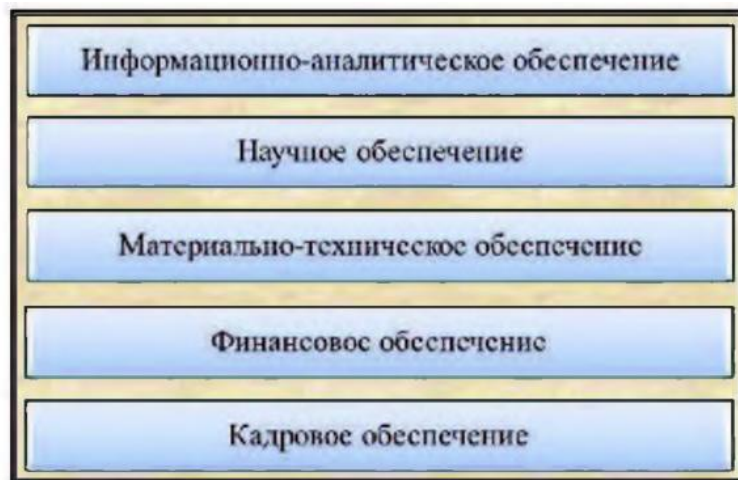 Информационно-аналитическое обеспечение
Научное обеспечение
Материально-техническое обеспечение
Финансовое обеспечение
Кадровое обеспечение